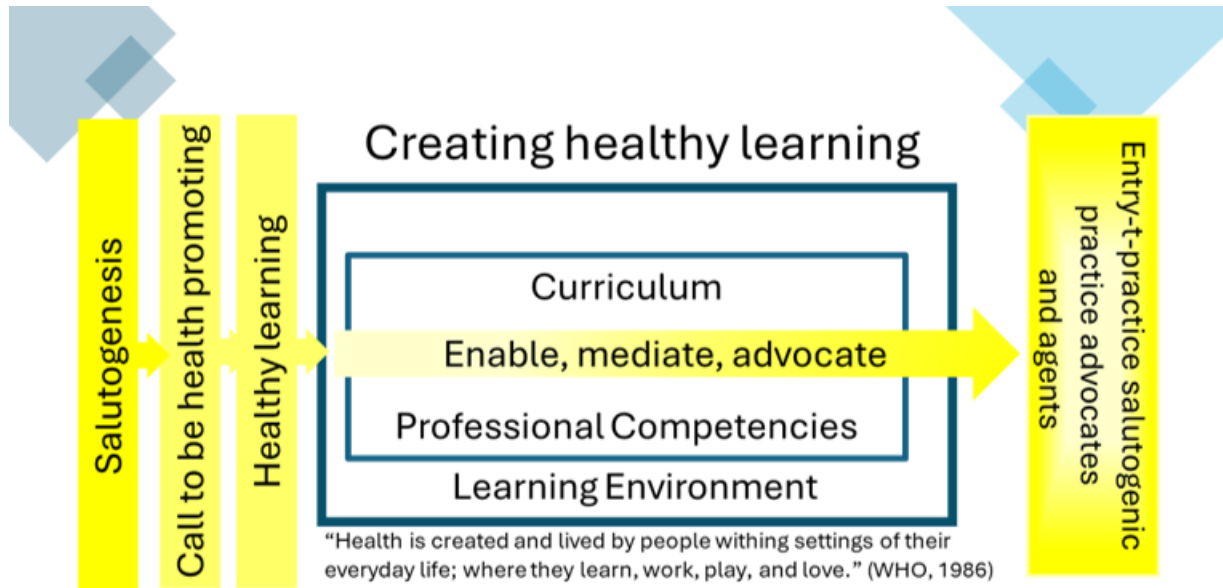 Creating healthy learning
Salutogenesis
Call to be health promoting
Healthy learning
Curriculum
Enable, mediate, advocate
Professional Competencies
Learning Environment
“Health is created and lived by people withing settings of their
everyday life; where they learn, work, play, and love.” (WHO, 1986)
Entry-t-practice salutogenic
practice advocates
and agents